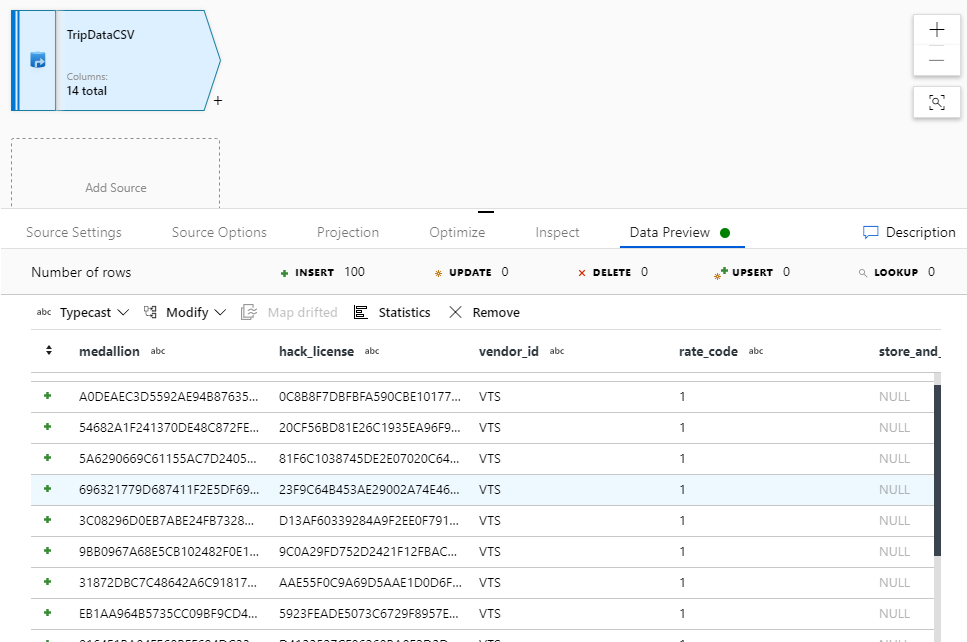 TripDataCSV
Columns:
14 total
+
Add Source
Source Settings Source Options Projection Optimize Inspect Data Preview Description
Number of rows INSERT 100 UPDATE 0 DELETE 0 UPSERT 0 LOOKUP 0
abc Typecast Modify Map drifted Statistics Remove
medallion abc hack_license abc vendor_id abc rate_code abc store_and_
A0DEAEC3D5592AE94B87635... 0C8B8F7DBFBFA590CBE10177... VTS 1 NULL
54682A1F241370DE48C872FE... 20CF56BD81E26C1935EA96F9... VTS 1 NULL
5A6290669C61155AC7D2405... 81F6C1038745DE2E07020C64... VTS 1 NULL
696321779D687411F2E5DF69... 23F9C64B453AE29002A74E46... VTS 1 NULL
3C08296D0EB7ABE24FB7328... D13AF60339284A9F2EE0F791... VTS 1 NULL
9BB0967A68E5CB102482F0E1... 9C0A29FD752D2421F12FBAC... VTS 1 NULL
31872DBC7C48642A6C91817... AAE55F0C9A69D5AAE1D0D6F... VTS 1 NULL
EB1AA964B5735CC09BF9CD4... 5923FEADE5073C6729F8957E... VTS 1 NULL